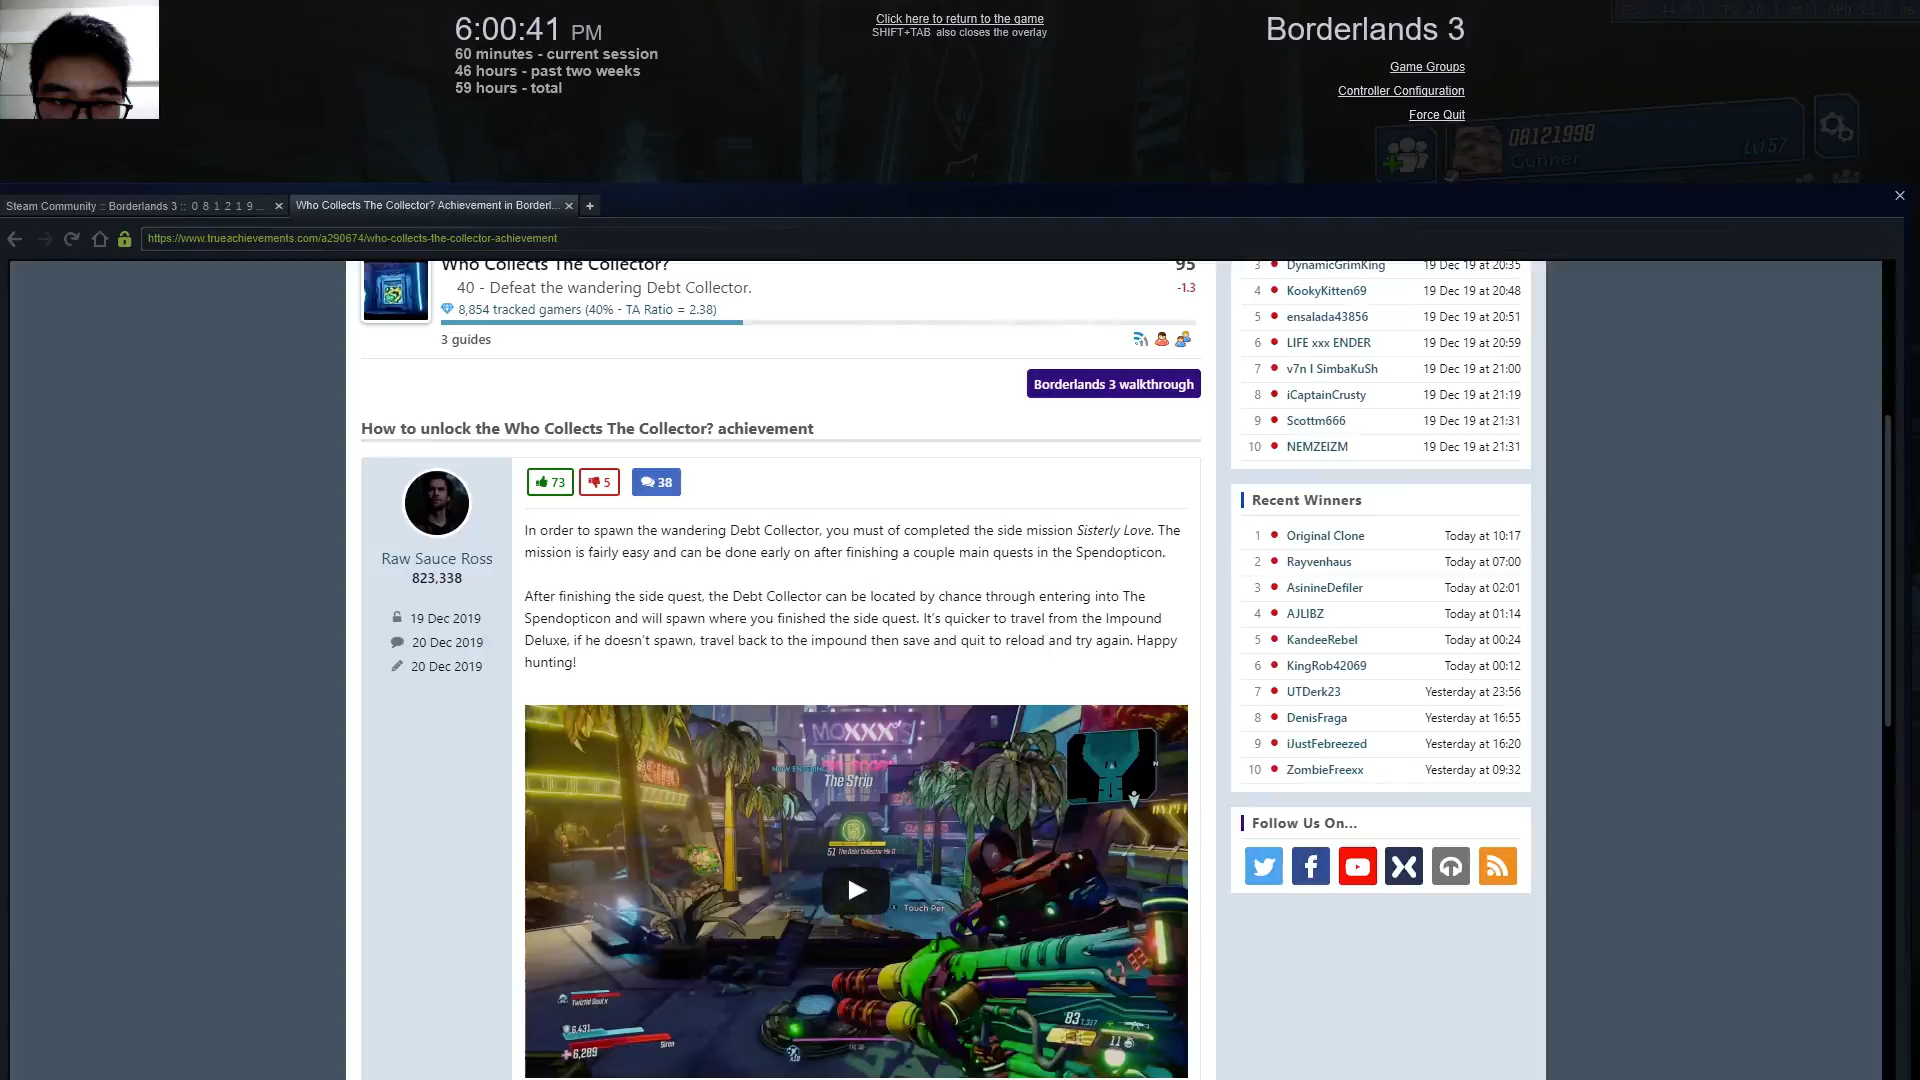 6:00:41 PM
60 minutes - current session
46 hours - past two weeks
59 hours - total
Click here to return to the game
SHIFT+TAB also closes the overlay
Borderlands 3
Game Groups
Controller Configuration
Force Quit
08121998
Gunner
Lvl 57
Steam Community :: Borderlands 3 :: 0 8 1 2 1 9 ...
Who Collects The Collector? Achievement in Borderl...
https://www.trueachievements.com/a290674/who-collects-the-collector-achievement
Who Collects The Collector?
95
40 - Defeat the wandering Debt Collector.
-1.3
8,854 tracked gamers (40% - TA Ratio = 2.38)
3 guides
Borderlands 3 walkthrough
How to unlock the Who Collects The Collector? achievement
Raw Sauce Ross
823,338
19 Dec 2019
20 Dec 2019
20 Dec 2019
73
5
38
In order to spawn the wandering Debt Collector, you must of completed the side mission Sisterly Love. The
mission is fairly easy and can be done early on after finishing a couple main quests in the Spendopticon.
After finishing the side quest, the Debt Collector can be located by chance through entering into The
Spendopticon and will spawn where you finished the side quest. It's quicker to travel from the Impound
Deluxe, if he doesn't spawn, travel back to the impound then save and quit to reload and try again. Happy
hunting!
MOXXX'S
NOW ENTERING
The Strip
51 The Debt Collector Mk II
Touch Pet
N
Twiztid Soul x
6,431
6,289
Siren
83 1,317
11
3 DynamicGrimKing 19 Dec 19 at 20:35
4 KookyKitten69 19 Dec 19 at 20:48
5 ensalada43856 19 Dec 19 at 20:51
6 LIFE xxx ENDER 19 Dec 19 at 20:59
7 v7n I SimbaKuSh 19 Dec 19 at 21:00
8 iCaptainCrusty 19 Dec 19 at 21:19
9 Scottm666 19 Dec 19 at 21:31
10 NEMZEIZM 19 Dec 19 at 21:31
Recent Winners
1 Original Clone Today at 10:17
2 Rayvenhaus Today at 07:00
3 AsinineDefiler Today at 02:01
4 AJLIBZ Today at 01:14
5 KandeeRebel Today at 00:24
6 KingRob42069 Today at 00:12
7 UTDerk23 Yesterday at 23:56
8 DenisFraga Yesterday at 16:55
9 iJustFebreezed Yesterday at 16:20
10 ZombieFreexx Yesterday at 09:32
Follow Us On...